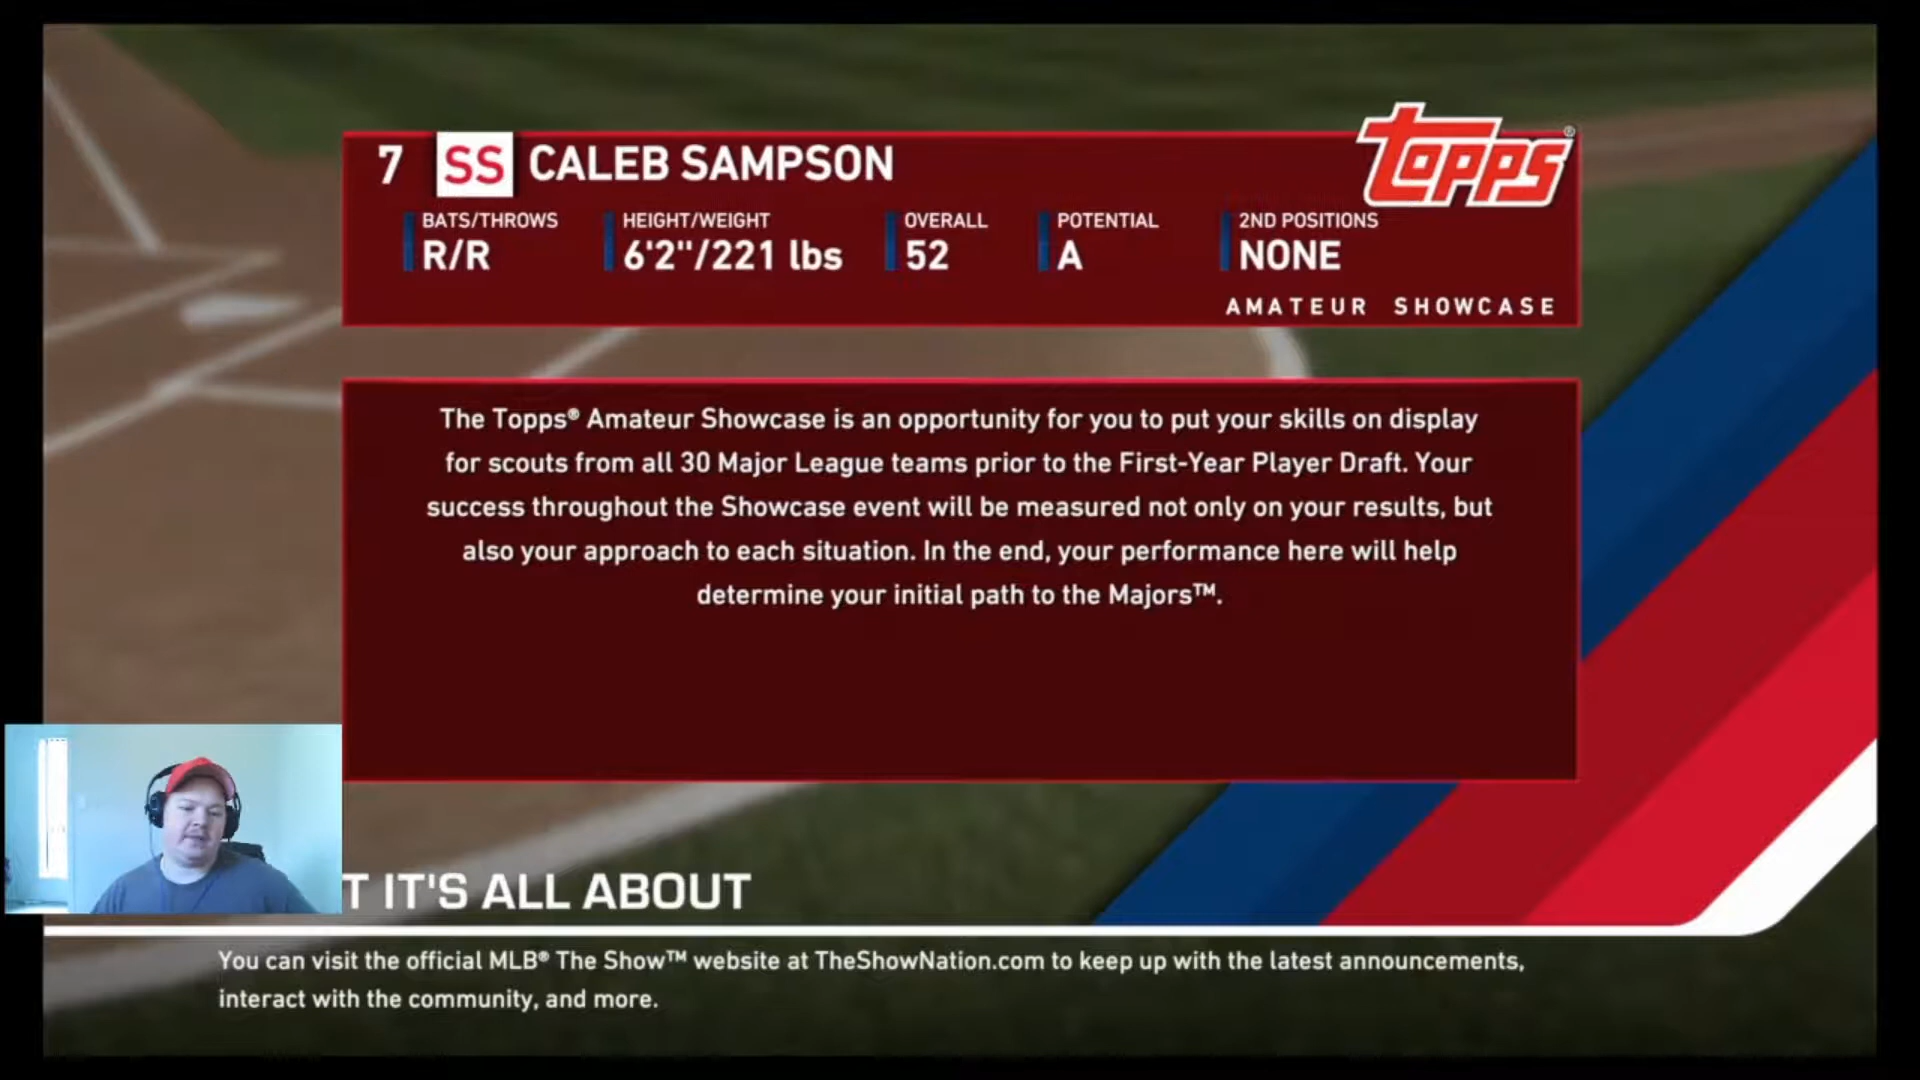 7 SS CALEB SAMPSON
topps®
BATS/THROWS HEIGHT/WEIGHT OVERALL POTENTIAL 2ND POSITIONS
R/R 6'2"/221 lbs 52 A NONE
AMATEUR SHOWCASE
The Topps® Amateur Showcase is an opportunity for you to put your skills on display
for scouts from all 30 Major League teams prior to the First-Year Player Draft. Your
success throughout the Showcase event will be measured not only on your results, but
also your approach to each situation. In the end, your performance here will help
determine your initial path to the Majors™.
T IT'S ALL ABOUT
You can visit the official MLB® The Show™ website at TheShowNation.com to keep up with the latest announcements,
interact with the community, and more.